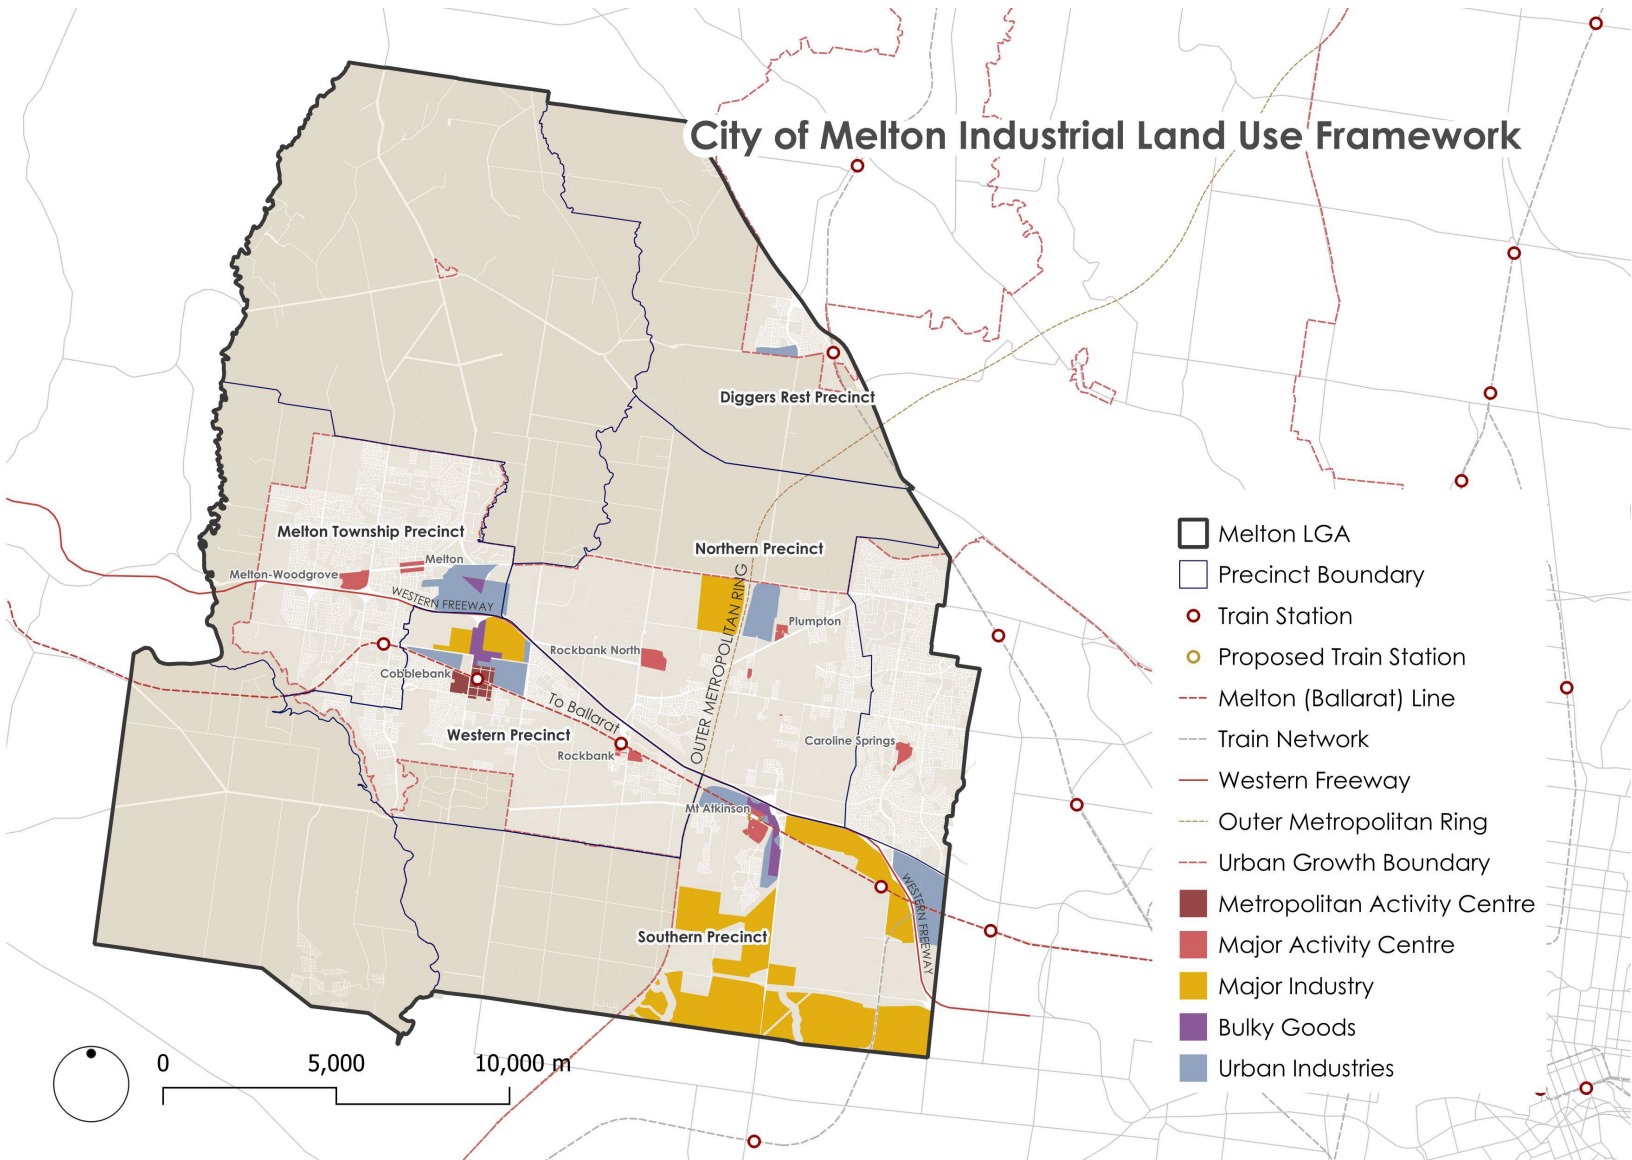 City of Melton Industrial Land Use Framework
Diggers Rest Precinct
Melton Township Precinct
Northern Precinct
Melton
Melton-Woodgrove
WESTERN FREEWAY
OUTER METROPOLITAN RING
Plumpton
Rockbank North
Cobblebank
To Ballarat
Western Precinct
Caroline Springs
Rockbank
Mt Atkinson
WESTERN FREEWAY
Southern Precinct
Melton LGA
Precinct Boundary
Train Station
Proposed Train Station
Melton (Ballarat) Line
Train Network
Western Freeway
Outer Metropolitan Ring
Urban Growth Boundary
Metropolitan Activity Centre
Major Activity Centre
Major Industry
Bulky Goods
Urban Industries
0 5,000 10,000 m